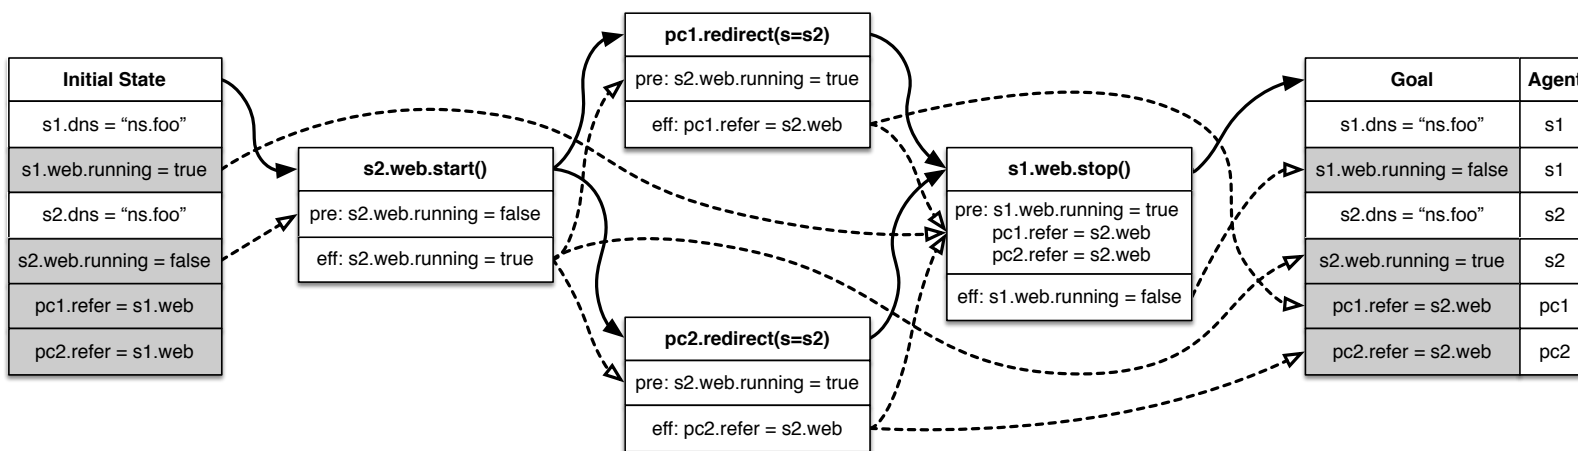 Initial State
s1.dns = “ns.foo”
s1.web.running = true
s2.dns = “ns.foo”
s2.web.running = false
pc1.refer = s1.web
pc2.refer = s1.web
s2.web.start()
pre: s2.web.running = false
eff: s2.web.running = true
pc1.redirect(s=s2)
pre: s2.web.running = true
eff: pc1.refer = s2.web
pc2.redirect(s=s2)
pre: s2.web.running = true
eff: pc2.refer = s2.web
s1.web.stop()
pre: s1.web.running = true
pc1.refer = s2.web
pc2.refer = s2.web
eff: s1.web.running = false
Goal Agent
s1.dns = “ns.foo” s1
s1.web.running = false s1
s2.dns = “ns.foo” s2
s2.web.running = true s2
pc1.refer = s2.web pc1
pc2.refer = s2.web pc2